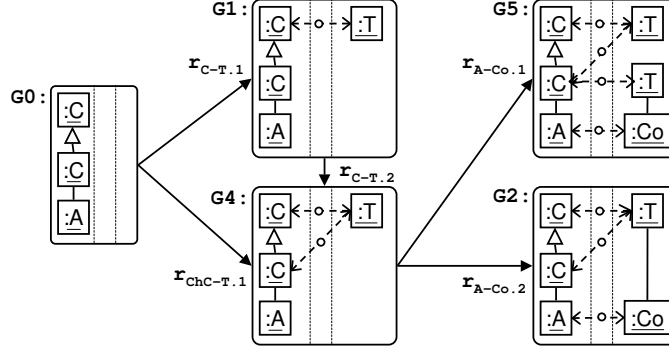 G0:
:C
:C
:A
r_C-T.1
r_ChC-T.1
G1:
:C
:T
:C
:A
r_C-T.2
G4:
:C
:T
:C
:A
r_A-Co.1
r_A-Co.2
G5:
:C
:T
:C
:T
:A
:Co
G2:
:C
:T
:C
:A
:Co